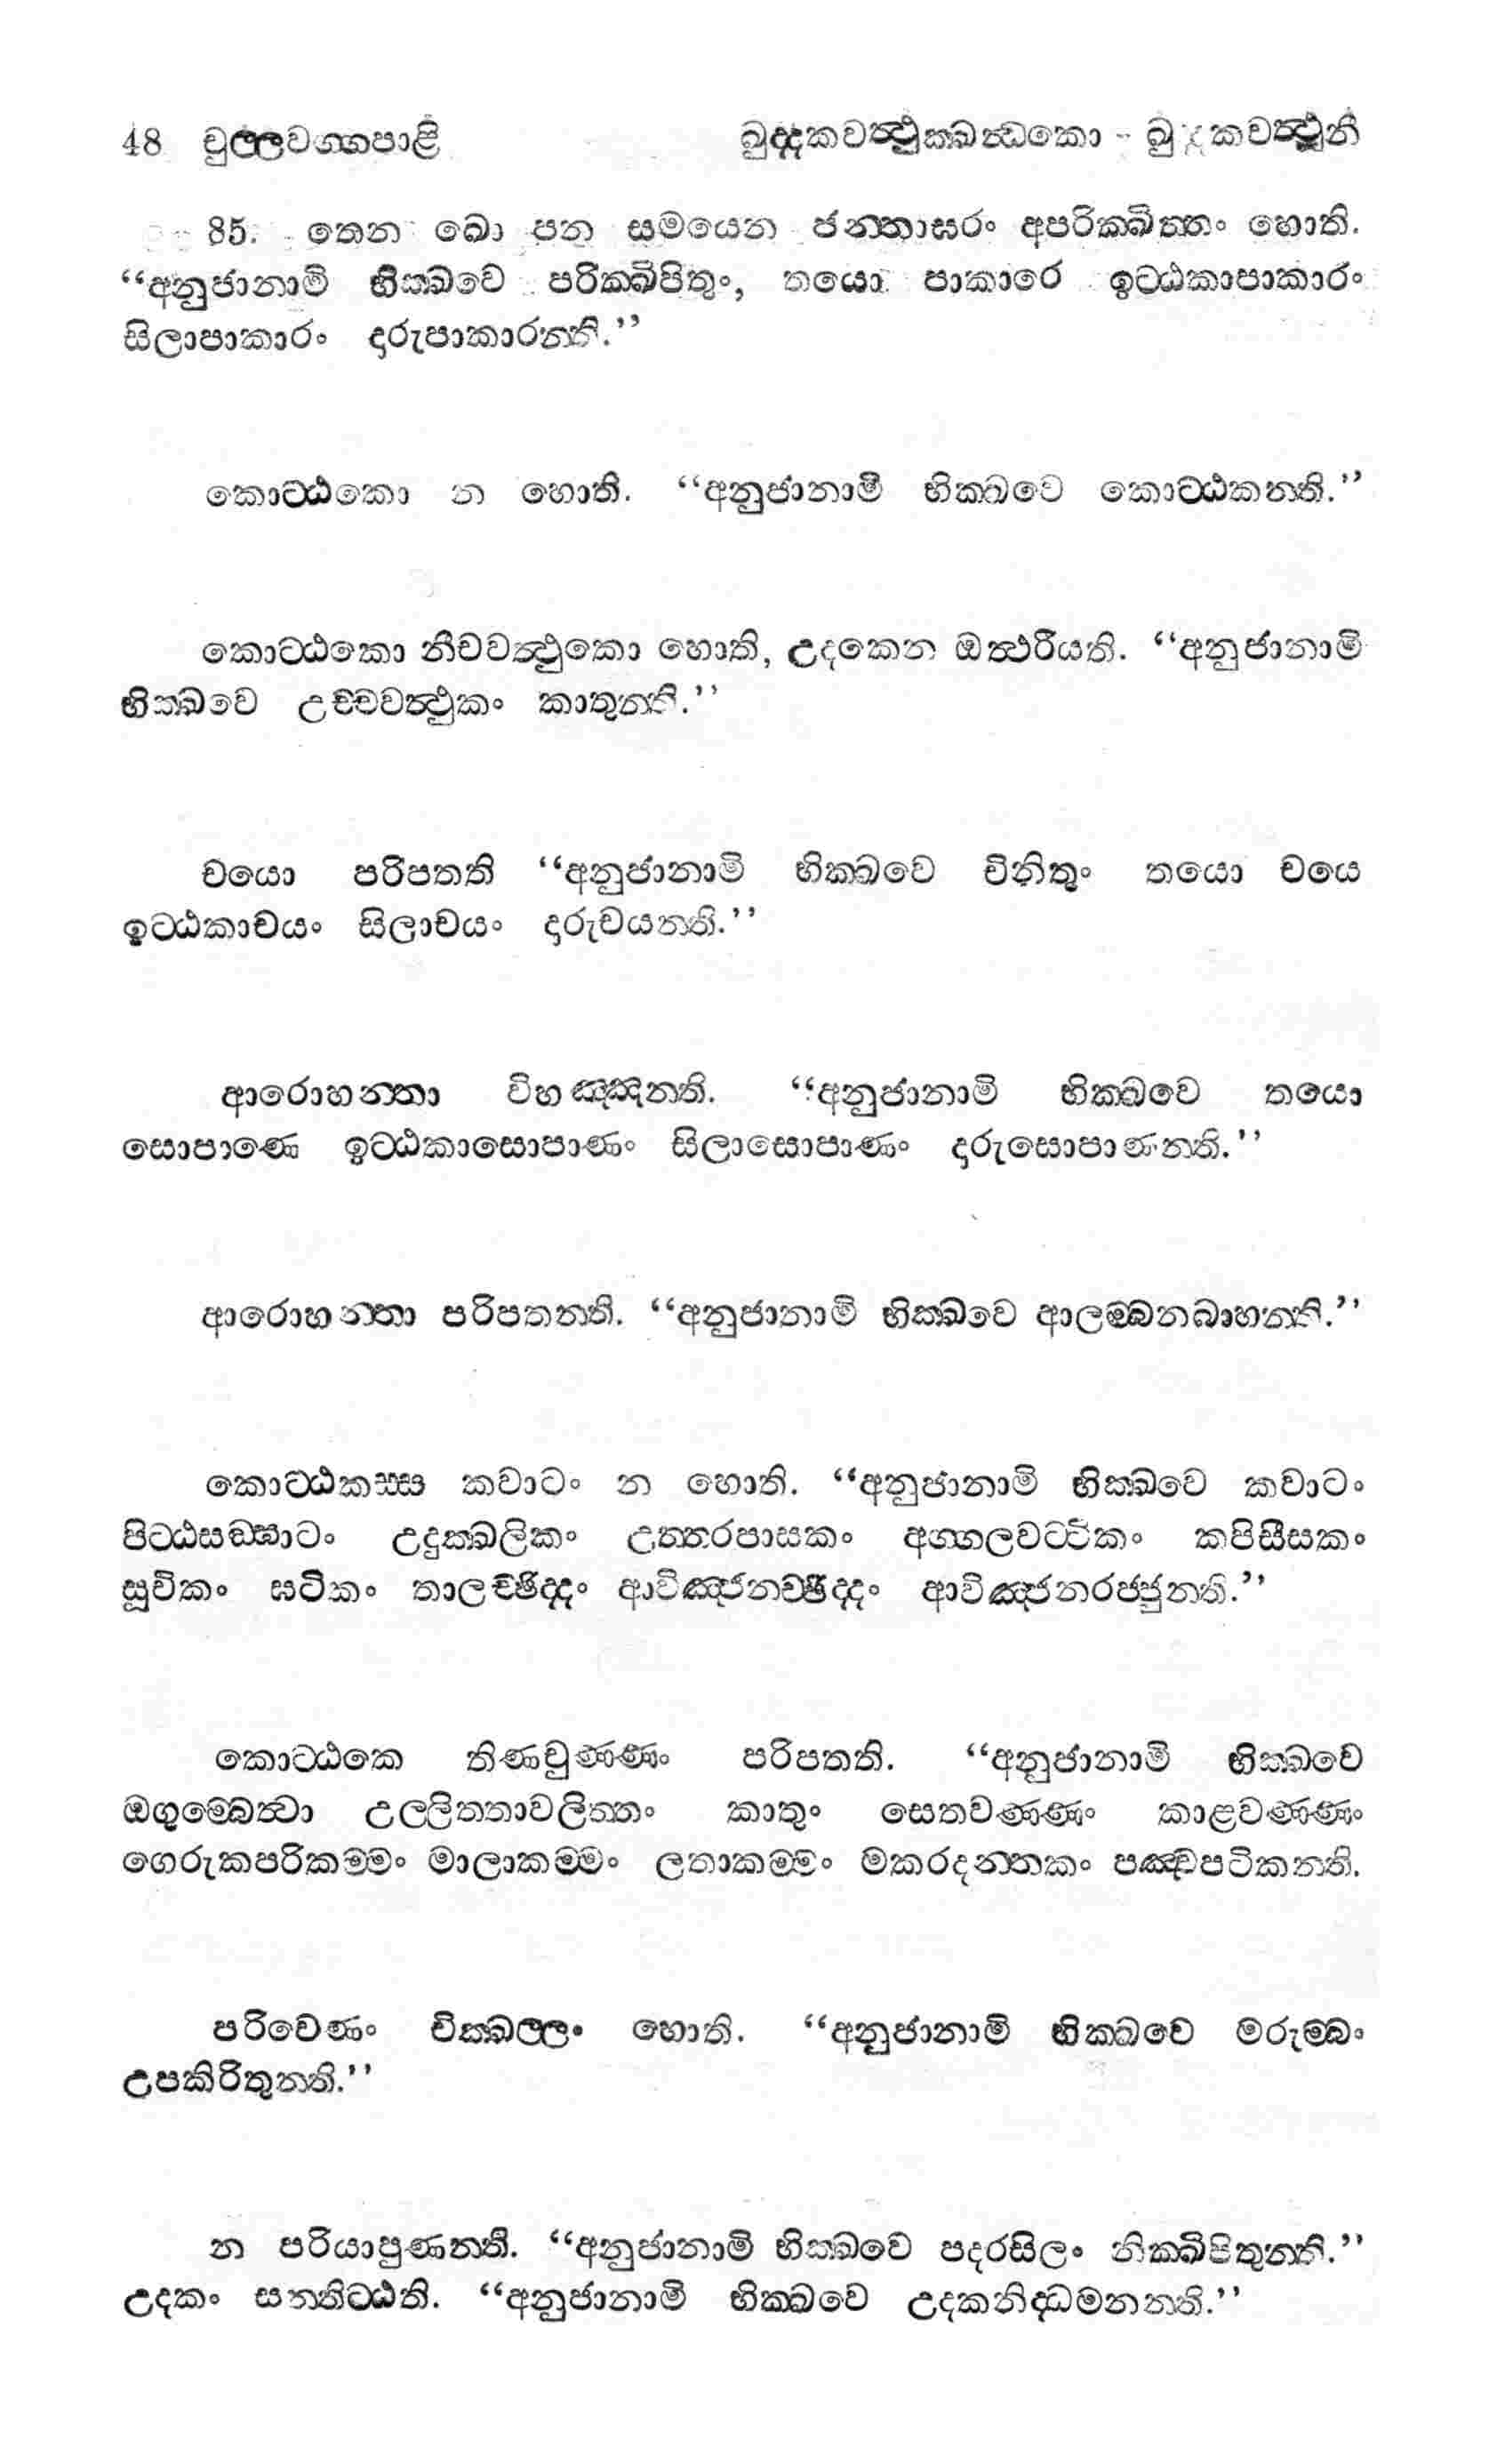 48 චුල්ලවග්ගපාළි ඛුද්දකවත්ථුක්ඛන්ධකො - ඛුද්දකවත්ථූනි
85. තෙන ඛො පන සමයෙන ජන්තාඝරං අපරික්ඛිත්තං හොති.
“අනුජානාමි භික්ඛවෙ පරික්ඛිපිතුං, තයො පාකාරෙ ඉට්ඨකාපාකාරං
සිලාපාකාරං දාරුපාකාරන්ති.”
කොට්ඨකො න හොති. “අනුජානාමි භික්ඛවෙ කොට්ඨකන්ති.”
කොට්ඨකො නීචවත්ථුකො හොති, උදකෙන ඔත්ථරීයති. “අනුජානාමි
භික්ඛවෙ උච්චවත්ථුකං කාතුන්ති.”
චයො පරිපතති “අනුජානාමි භික්ඛවෙ චිනිතුං තයො චයෙ
ඉට්ඨකාචයං සිලාචයං දාරුචයන්ති.”
ආරොහන්තා විහඤ්ඤන්ති. “අනුජානාමි භික්ඛවෙ තයො
සොපාණෙ ඉට්ඨකාසොපාණං සිලාසොපාණං දාරුසොපාණන්ති.”
ආරොහන්තා පරිපතන්ති. “අනුජානාමි භික්ඛවෙ ආලම්බනබාහන්ති.”
කොට්ඨකස්ස කවාටං න හොති. “අනුජානාමි භික්ඛවෙ කවාටං
පිට්ඨසඞ්ඝාටං උදුක්ඛලිකං උත්තරපාසකං අග්ගලවට්ටිකං කපිසීසකං
සූචිකං ඝටිකං තාලච්ඡිද්දං ආවිඤ්ජනච්ඡිද්දං ආවිඤ්ජනරජ්ජුන්ති.”
කොට්ඨකෙ තිණචුණ්ණං පරිපතති. “අනුජානාමි භික්ඛවෙ
ඔගුම්බෙත්වා උල්ලිත්තාවලිත්තං කාතුං සෙතවණ්ණං කාළවණ්ණං
ගෙරුකපරිකම්මං මාලාකම්මං ලතාකම්මං මකරදන්තකං පඤ්චපටිකන්ති.
පරිවෙණං චික්ඛල්ලං හොති. “අනුජානාමි භික්ඛවෙ මරුම්බං
උපකිරිතුන්ති.”
න පරියාපුණන්ති. “අනුජානාමි භික්ඛවෙ පදරසිලං නික්ඛිපිතුන්ති.”
උදකං සන්තිට්ඨති. “අනුජානාමි භික්ඛවෙ උදකනිද්ධමනන්ති.”